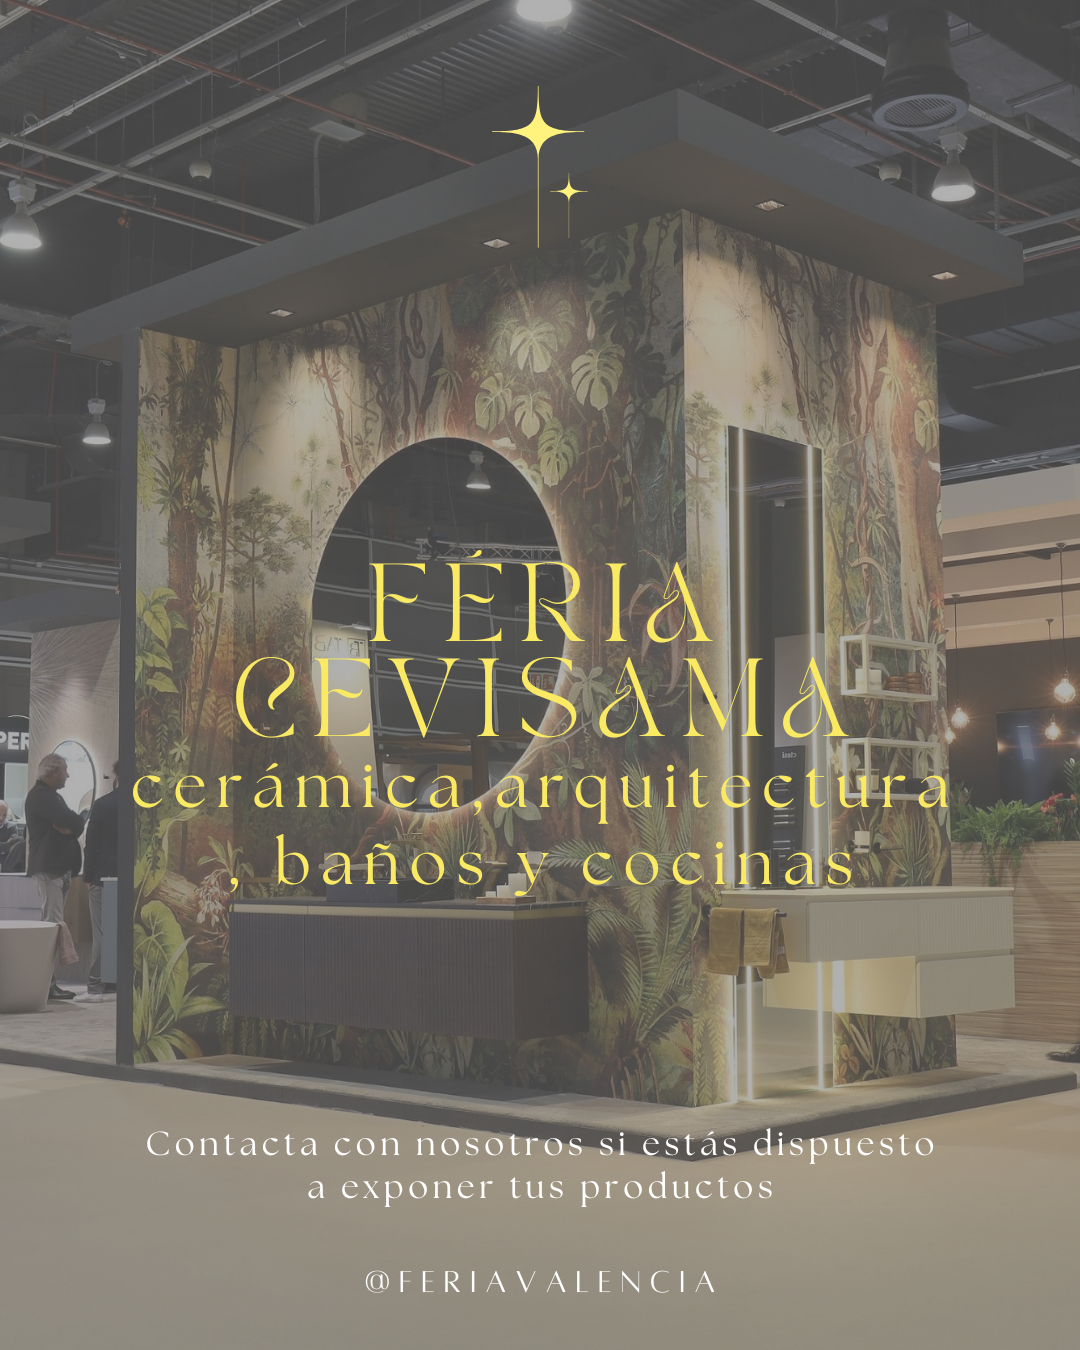 FÉRIA
CEVISAMA
cerámica,arquitectura
, baños y cocinas
Contacta con nosotros si estás dispuesto
a exponer tus productos
@FERIAVALENCIA